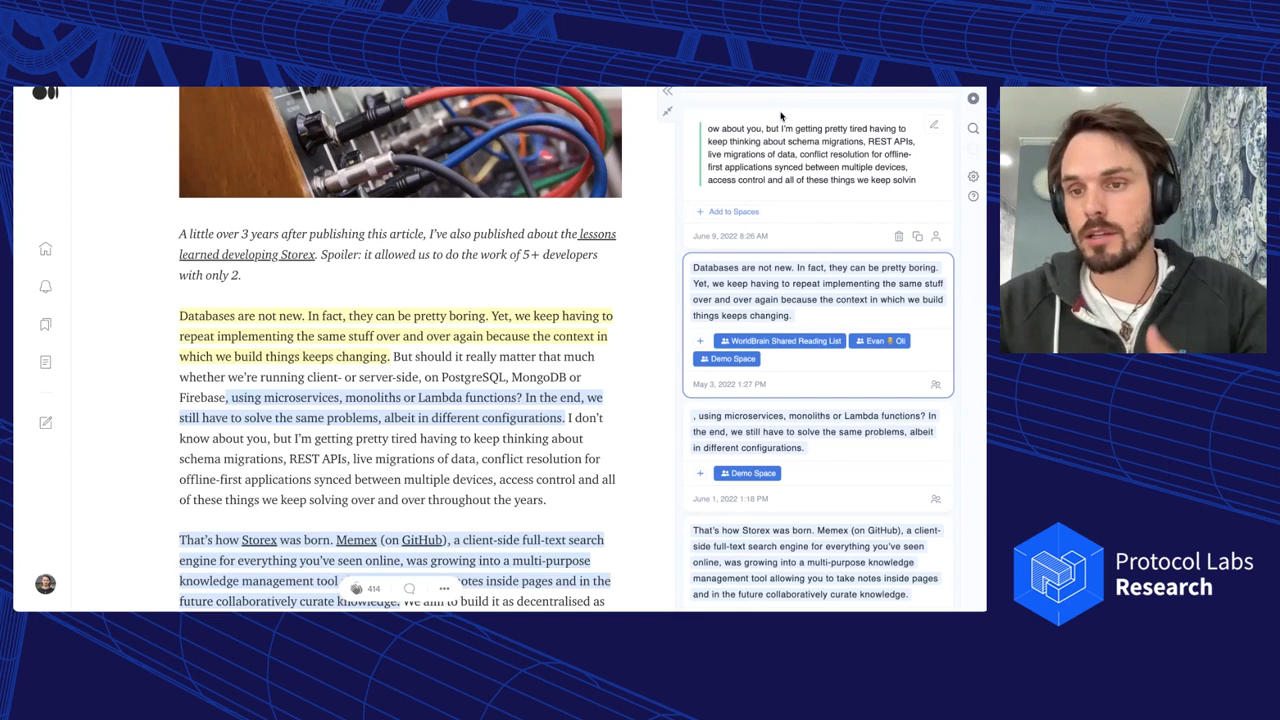 A little over 3 years after publishing this article, I've also published about the lessons
learned developing Storex. Spoiler: it allowed us to do the work of 5+ developers
with only 2.
Databases are not new. In fact, they can be pretty boring. Yet, we keep having to
repeat implementing the same stuff over and over again because the context in
which we build things keeps changing. But should it really matter that much
whether we're running client- or server-side, on PostgreSQL, MongoDB or
Firebase, using microservices, monoliths or Lambda functions? In the end, we
still have to solve the same problems, albeit in different configurations. I don't
know about you, but I'm getting pretty tired having to keep thinking about
schema migrations, REST APIs, live migrations of data, conflict resolution for
offline-first applications synced between multiple devices, access control and all
of these things we keep solving over and over throughout the years.
That's how Storex was born. Memex (on GitHub), a client-side full-text search
engine for everything you've seen online, was growing into a multi-purpose
knowledge management tool notes inside pages and in the
future collaboratively curate knowledge. We aim to build it as decentralised as
414
ow about you, but I'm getting pretty tired having to
keep thinking about schema migrations, REST APIs,
live migrations of data, conflict resolution for offline-
first applications synced between multiple devices,
access control and all of these things we keep solvin
+ Add to Spaces
June 9, 2022 8:26 AM
Databases are not new. In fact, they can be pretty boring.
Yet, we keep having to repeat implementing the same stuff
over and over again because the context in which we build
things keeps changing.
+ WorldBrain Shared Reading List Evan Oli
Demo Space
May 3, 2022 1:27 PM
, using microservices, monoliths or Lambda functions? In
the end, we still have to solve the same problems, albeit
in different configurations.
+ Demo Space
June 1, 2022 1:18 PM
That's how Storex was born. Memex (on GitHub), a client-
side full-text search engine for everything you've seen
online, was growing into a multi-purpose knowledge
management tool allowing you to take notes inside pages
and in the future collaboratively curate knowledge.
Protocol Labs
Research